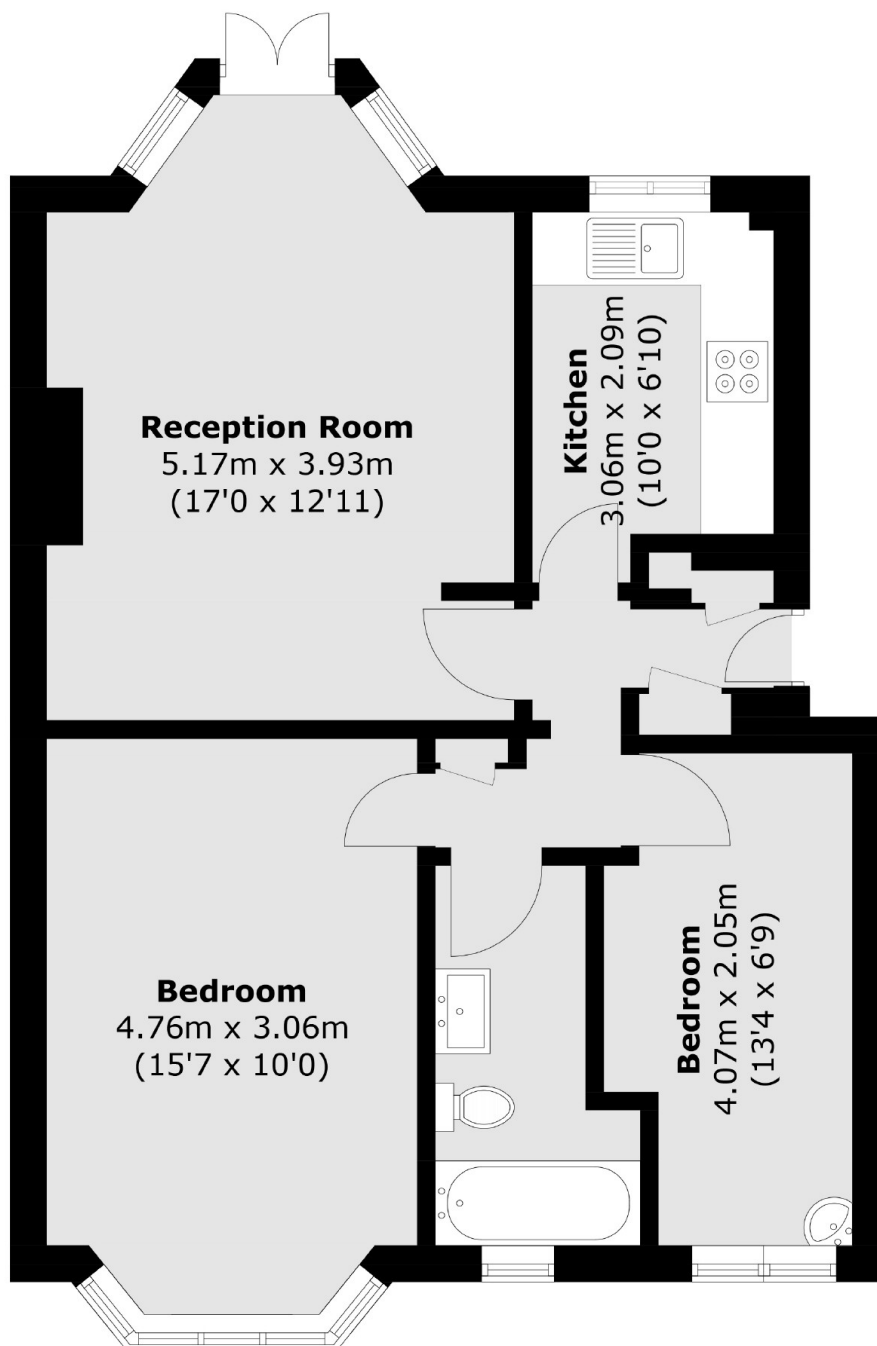 Reception Room
5.17m x 3.93m
(17'0 x 12'11)
Kitchen
3.06m x 2.09m
(10'0 x 6'10)
Bedroom
4.76m x 3.06m
(15'7 x 10'0)
Bedroom
4.07m x 2.05m
(13'4 x 6'9)